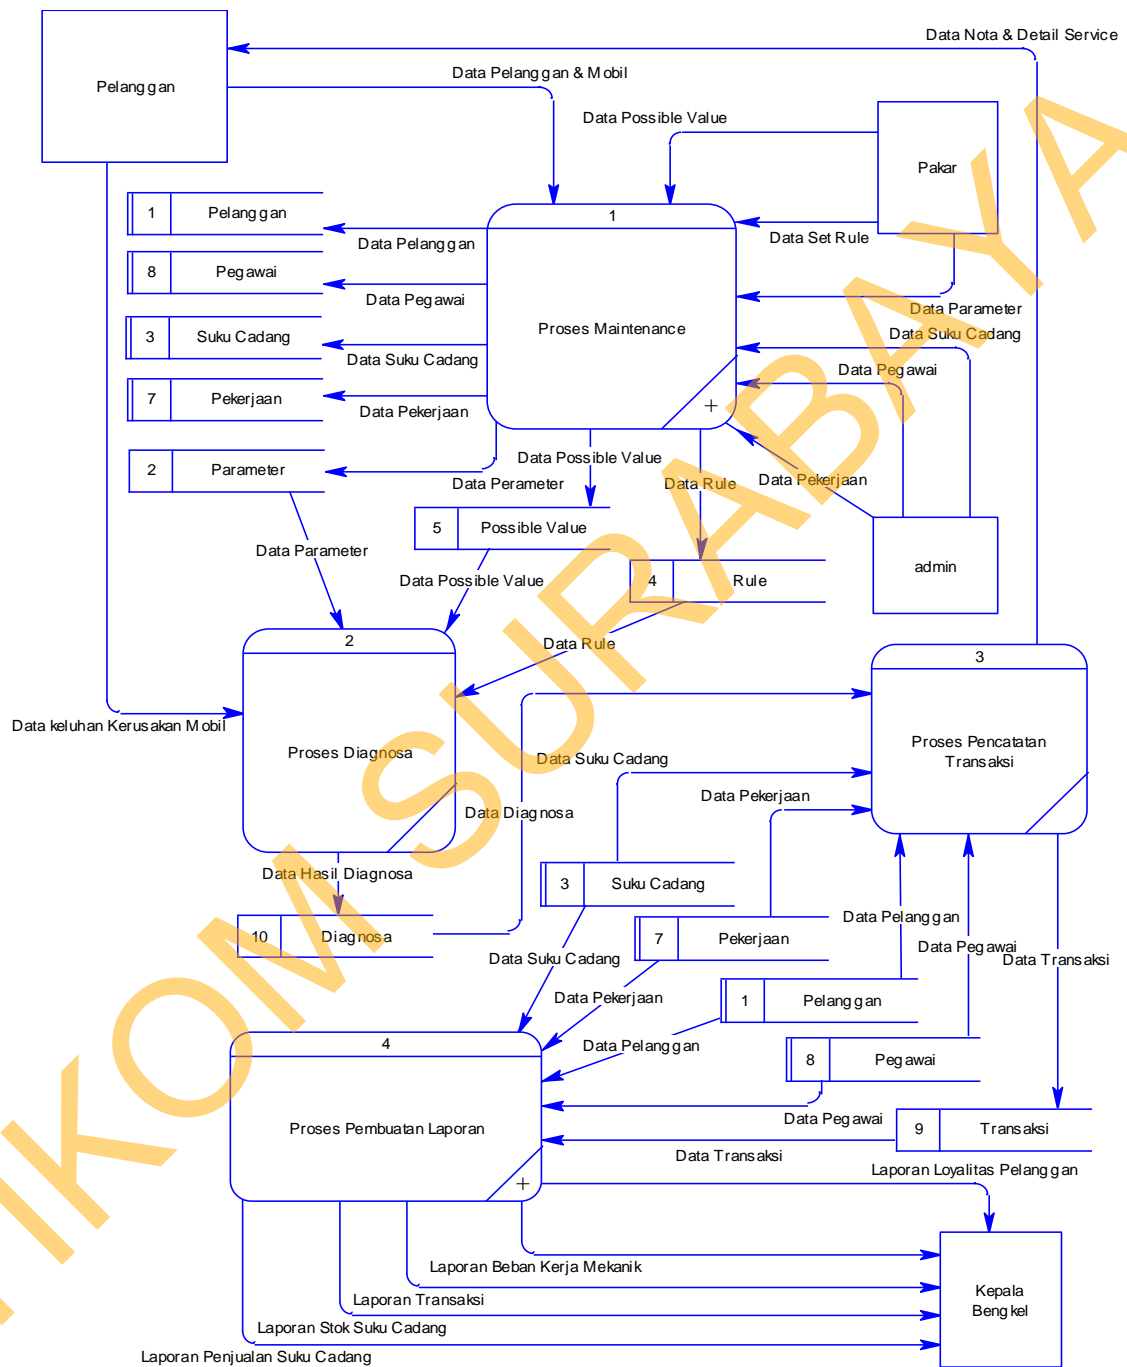 Data Nota & Detail Service
Data Pelanggan & Mobil
Pelanggan
Data Possible Value
Pakar
1
Pelanggan
1
Data Pelanggan
Data Set Rule
8
Pegawai
Data Pegawai
Data Parameter
3
Suku Cadang
Proses Maintenance
Data Suku Cadang
Data Suku Cadang
Data Pegawai
7
Pekerjaan
Data Pekerjaan
+
2
Parameter
Data Possible Value
Data Perameter
Data Rule
Data Pekerjaan
5
Possible Value
Data Parameter
admin
Data Possible Value
4
Rule
2
Data Rule
3
Data keluhan Kerusakan Mobil
Proses Diagnosa
Proses Pencatatan
Transaksi
Data Suku Cadang
Data Pekerjaan
Data Diagnosa
Data Hasil Diagnosa
3
Suku Cadang
Data Pelanggan
10
Diagnosa
7
Pekerjaan
Data Pegawai
Data Transaksi
Data Suku Cadang
Data Pekerjaan
1
Pelanggan
4
Data Pelanggan
8
Pegawai
Proses Pembuatan Laporan
Data Pegawai
9
Transaksi
Data Transaksi
Laporan Loyalitas Pelanggan
+
Laporan Beban Kerja Mekanik
Kepala
Bengkel
Laporan Transaksi
Laporan Stok Suku Cadang
Laporan Penjualan Suku Cadang
IKOM SURABAYA